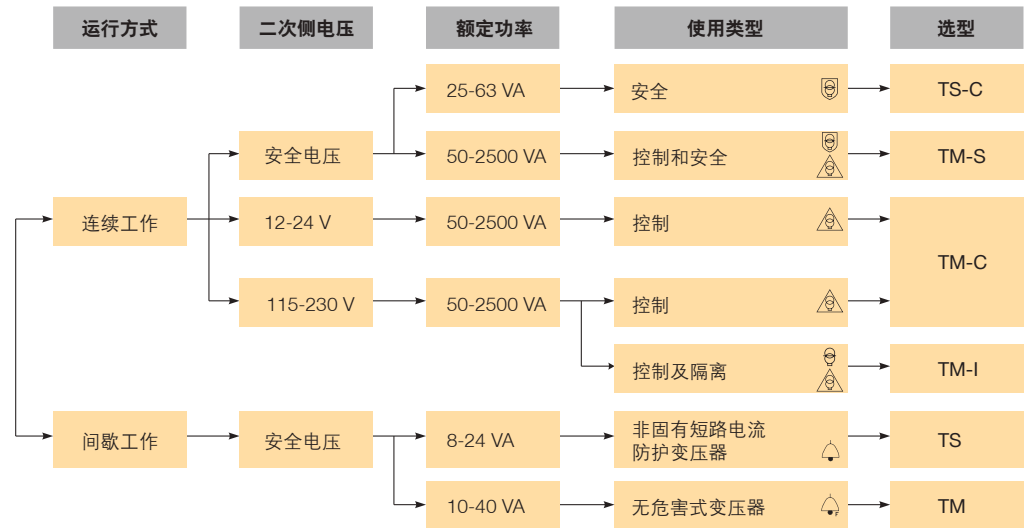 运行方式 二次侧电压 额定功率 使用类型 选型
25-63 VA 安全 TS-C
安全电压 50-2500 VA 控制和安全 TM-S
连续工作 12-24 V 50-2500 VA 控制
TM-C
115-230 V 50-2500 VA 控制
控制及隔离 TM-I
间歇工作 安全电压 8-24 VA 非固有短路电流
防护变压器 TS
10-40 VA 无危害式变压器 F TM